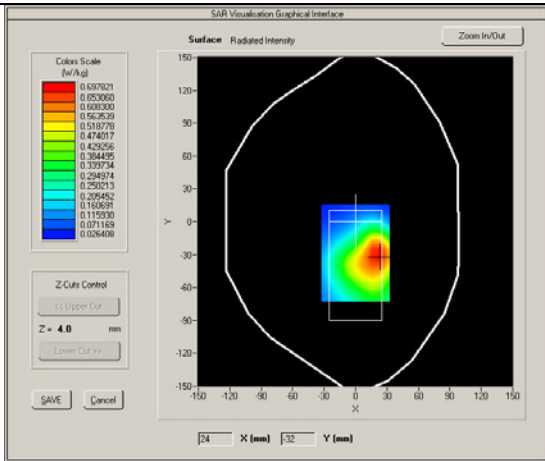 SAR Visualisation Graphical Interface
Surface Radiated Intensity
Zoom In/Out
Colors Scale
(W/kg)
0.697821
0.653060
0.608300
0.563539
0.518778
0.474017
0.429256
0.384495
0.339734
0.294974
0.250213
0.205452
0.160691
0.115930
0.071169
0.026408
Z-Cuts Control
<< Upper Cut
Z = 4.0 mm
Lower Cut >>
SAVE
Cancel
150
120
90
60
30
0
-30
-60
-90
-120
-150
Y
-150 -120 -90 -60 -30 0 30 60 90 120 150
X
24 X (mm) -32 Y (mm)